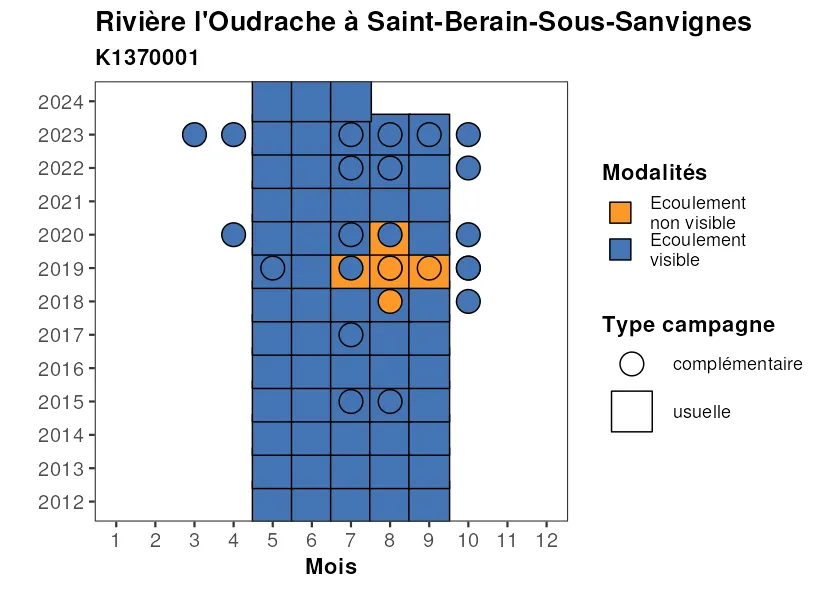 Rivière l'Oudrache à Saint-Berain-Sous-Sanvignes
K1370001
2024
2023
2022
2021
2020
2019
2018
2017
2016
2015
2014
2013
2012
1 2 3 4 5 6 7 8 9 10 11 12
Mois
Modalités
Ecoulement
non visible
Ecoulement
visible
Type campagne
complémentaire
usuelle